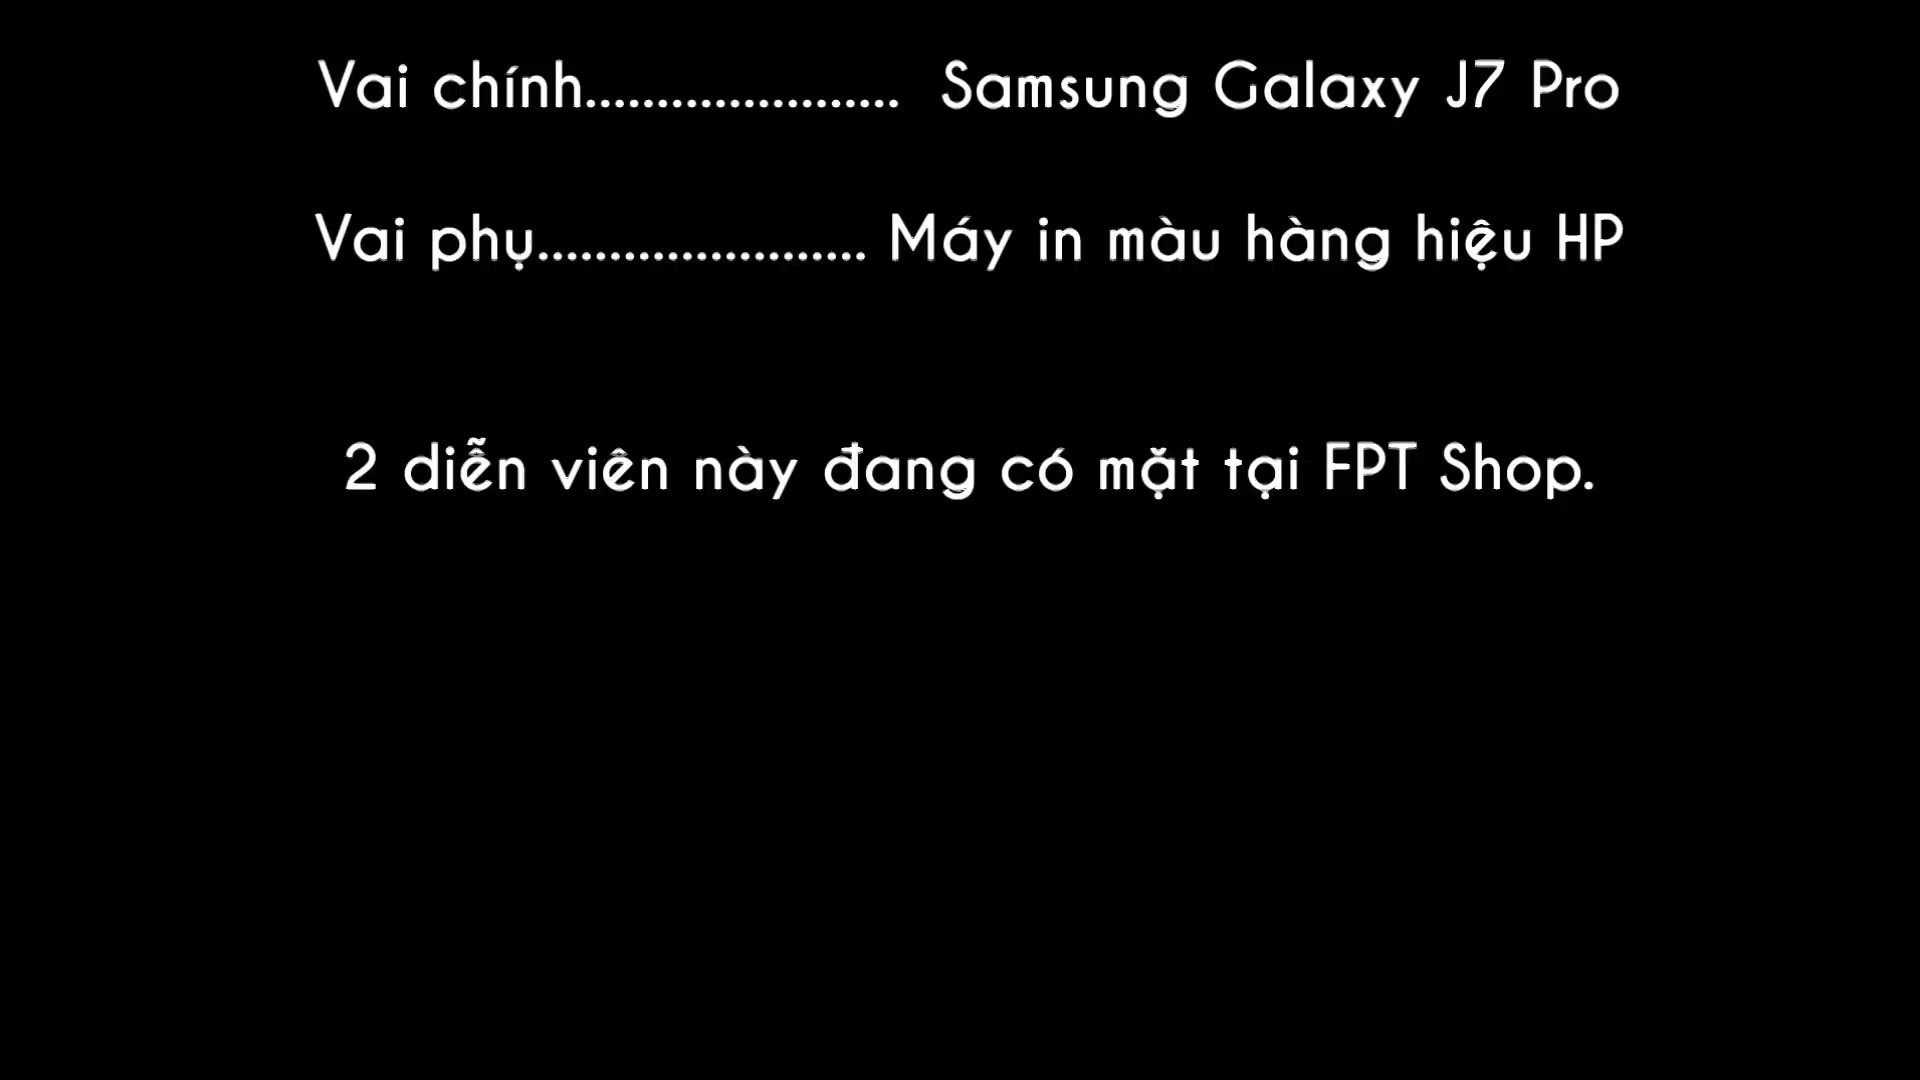 Vai chính...................... Samsung Galaxy J7 Pro
Vai phụ....................... Máy in màu hàng hiệu HP
2 diễn viên này đang có mặt tại FPT Shop.